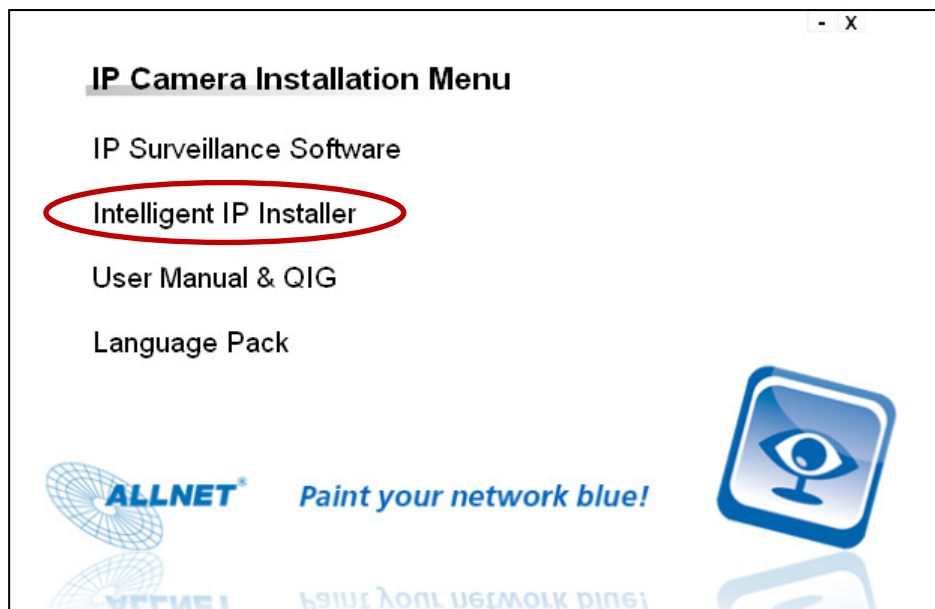 - X
IP Camera Installation Menu
IP Surveillance Software
Intelligent IP Installer
User Manual & QIG
Language Pack
ALLNET® Paint your network blue!